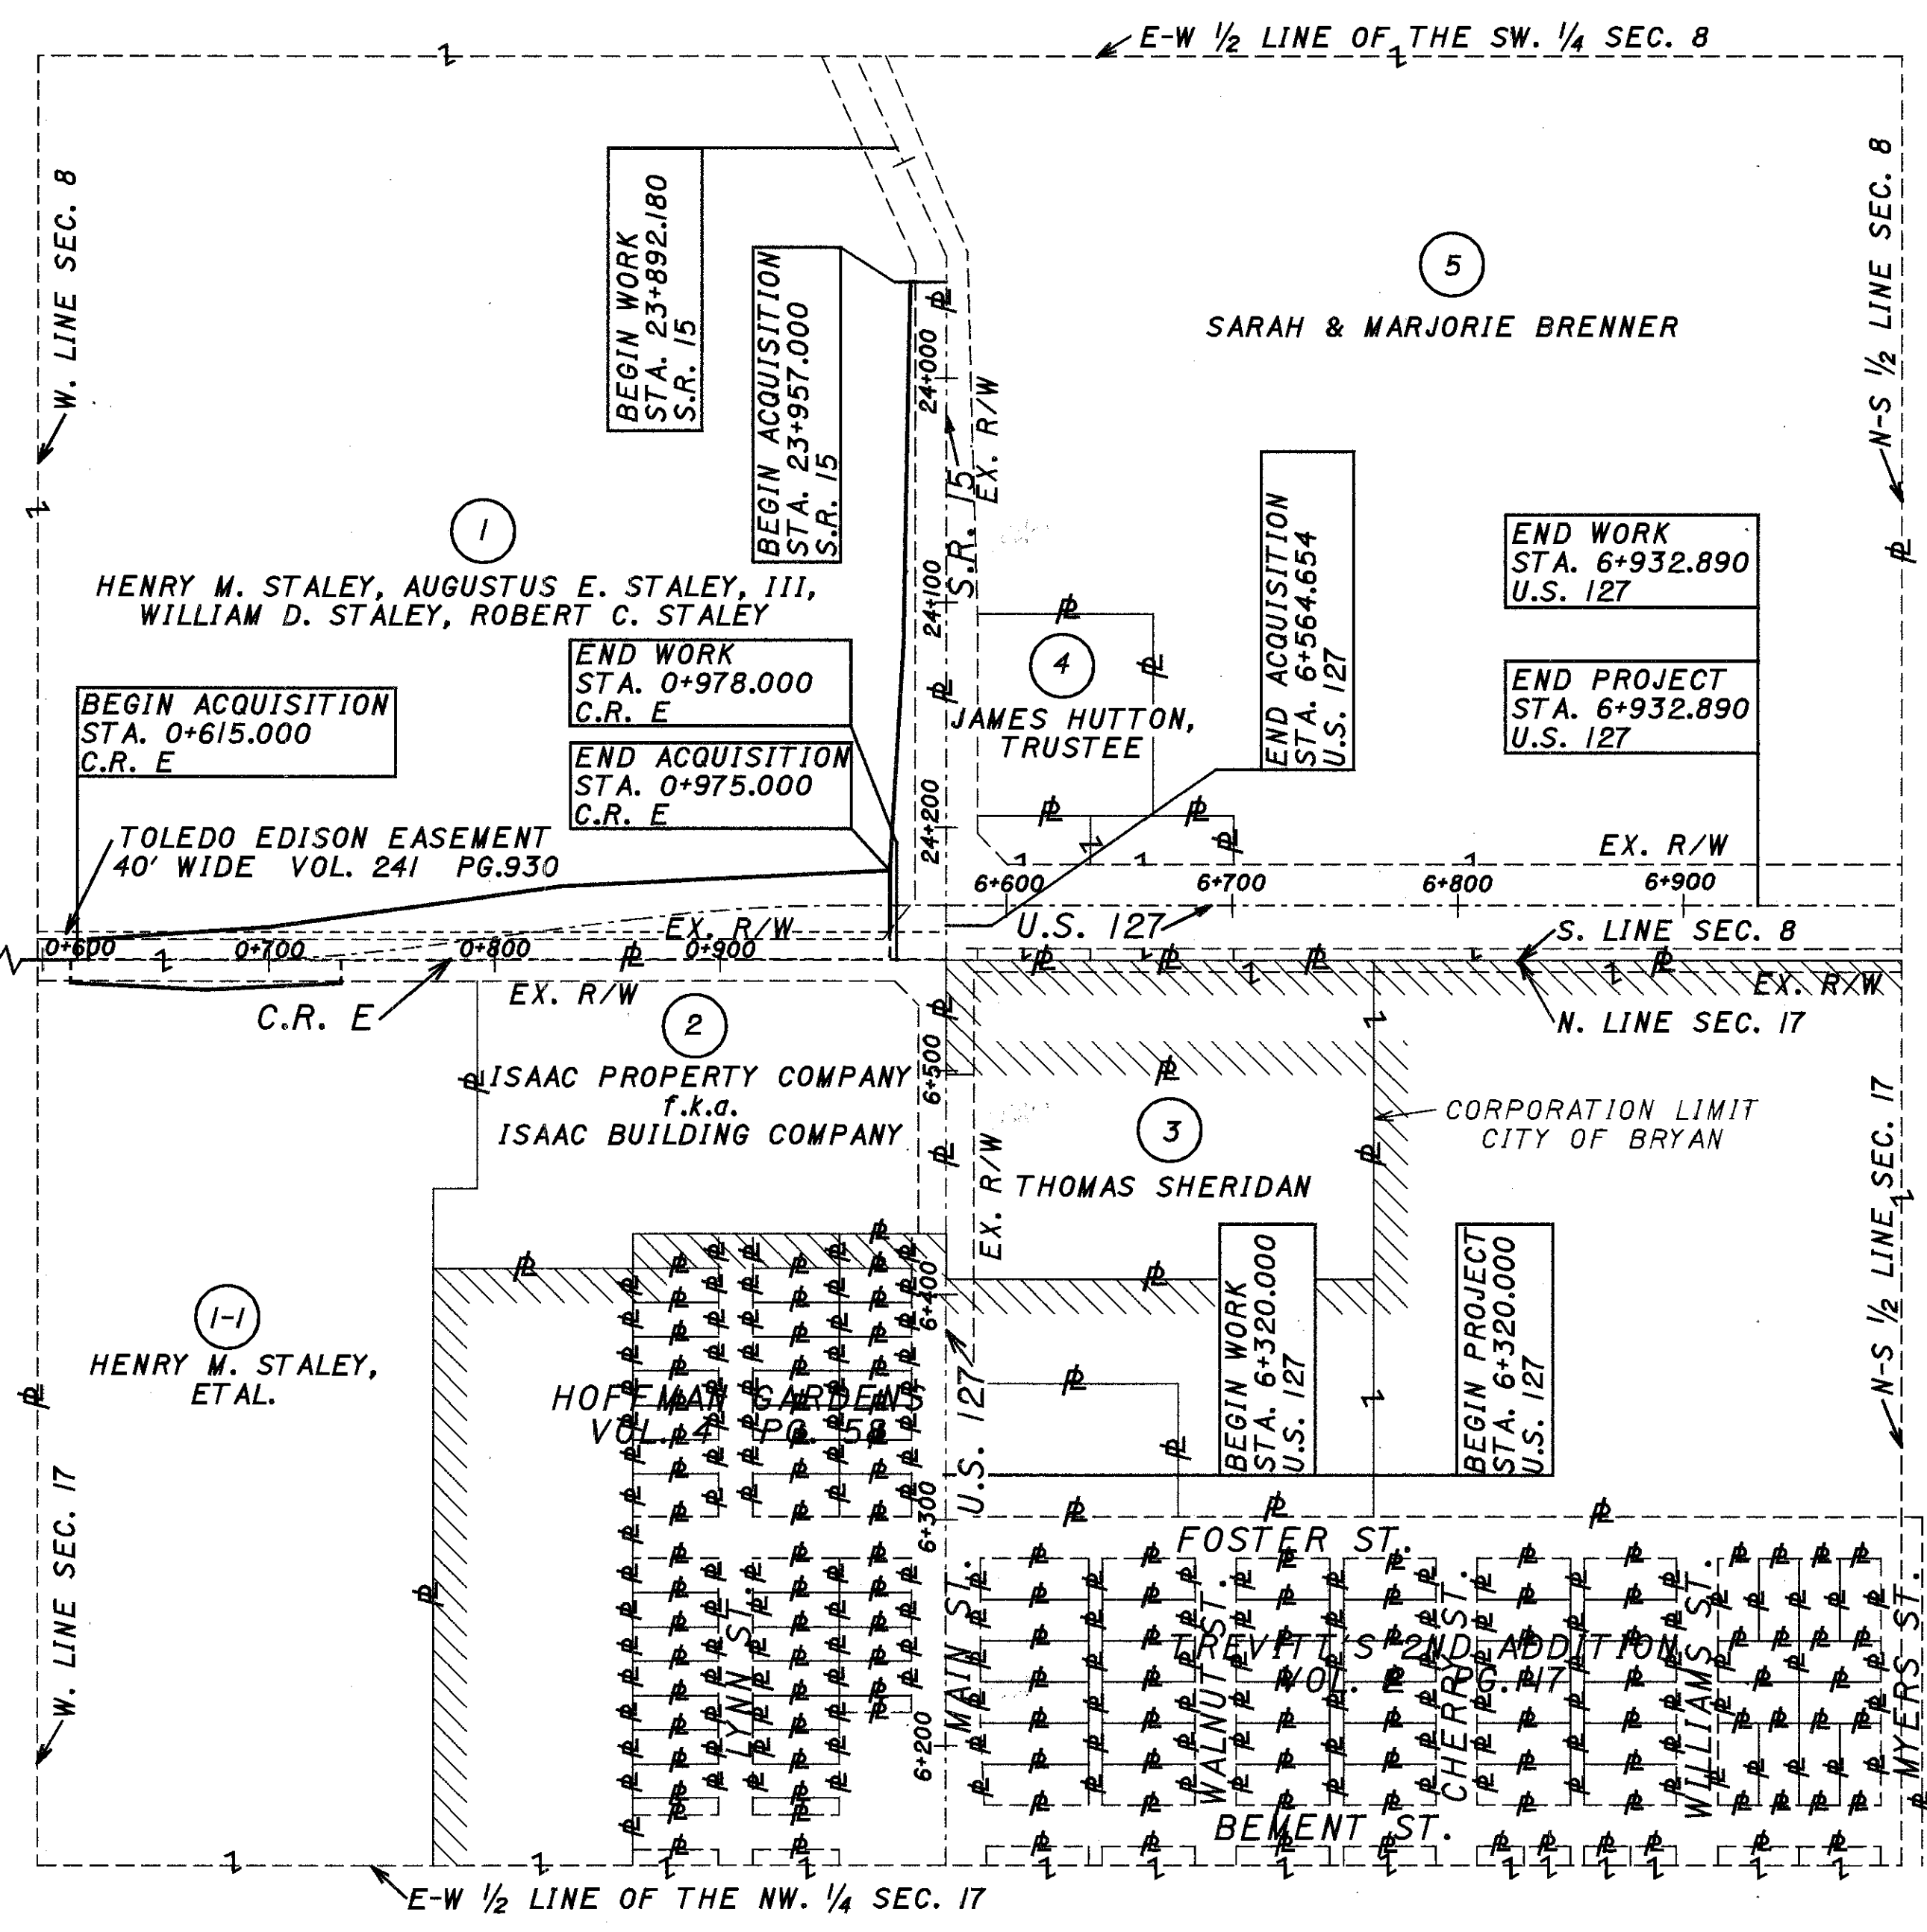 E-W ½ LINE OF THE SW. ¼ SEC. 8
W. LINE SEC. 8
N-S ½ LINE SEC. 8
BEGIN WORK
STA. 23+892.180
S.R. 15
BEGIN ACQUISITION
STA. 23+957.000
S.R. 15
5
SARAH & MARJORIE BRENNER
24+000
EX. R/W
S.R. 15
24+100
24+200
1
HENRY M. STALEY, AUGUSTUS E. STALEY, III,
WILLIAM D. STALEY, ROBERT C. STALEY
END ACQUISITION
STA. 6+564.654
U.S. 127
END WORK
STA. 6+932.890
U.S. 127
END PROJECT
STA. 6+932.890
U.S. 127
4
JAMES HUTTON,
TRUSTEE
END WORK
STA. 0+978.000
C.R. E
END ACQUISITION
STA. 0+975.000
C.R. E
BEGIN ACQUISITION
STA. 0+615.000
C.R. E
TOLEDO EDISON EASEMENT
40' WIDE VOL. 241 PG.930
EX. R/W
6+600
6+700
6+800
6+900
EX. R/W
U.S. 127
S. LINE SEC. 8
0+600
0+700
0+800
0+900
EX. R/W
EX. R/W
C.R. E
N. LINE SEC. 17
2
ISAAC PROPERTY COMPANY
f.k.a.
ISAAC BUILDING COMPANY
6+500
EX. R/W
3
THOMAS SHERIDAN
CORPORATION LIMIT
CITY OF BRYAN
N-S ½ LINE SEC. 17
1-1
HENRY M. STALEY,
ETAL.
HOFFMAN GARDENS
VOL. 4 PG. 58
6+400
U.S. 127
6+300
BEGIN WORK
STA. 6+320.000
U.S. 127
BEGIN PROJECT
STA. 6+320.000
U.S. 127
W. LINE SEC. 17
FOSTER ST.
LYNN ST.
MAIN ST.
6+200
WALNUT ST.
CHERRY ST.
WILLIAMS ST.
MYERS ST.
TREVITT'S 2ND. ADDITION
VOL. PG. 17
BEMENT ST.
E-W ½ LINE OF THE NW. ¼ SEC. 17